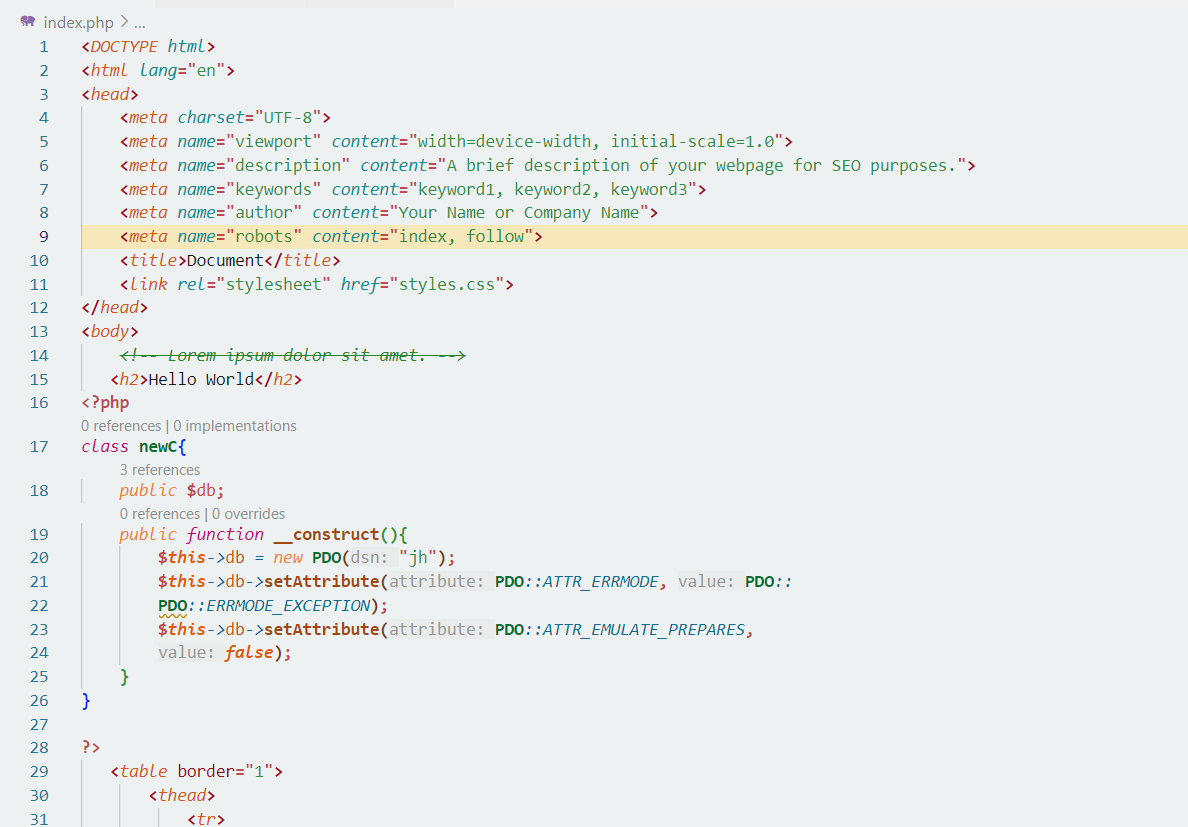 index.php > ...
1 <DOCTYPE html>
2 <html lang="en">
3 <head>
4 <meta charset="UTF-8">
5 <meta name="viewport" content="width=device-width, initial-scale=1.0">
6 <meta name="description" content="A brief description of your webpage for SEO purposes.">
7 <meta name="keywords" content="keyword1, keyword2, keyword3">
8 <meta name="author" content="Your Name or Company Name">
9 <meta name="robots" content="index, follow">
10 <title>Document</title>
11 <link rel="stylesheet" href="styles.css">
12 </head>
13 <body>
14 <!-- Lorem ipsum dolor sit amet. -->
15 <h2>Hello World</h2>
16 <?php
0 references | 0 implementations
17 class newC{
3 references
18 public $db;
0 references | 0 overrides
19 public function __construct(){
20 $this->db = new PDO(dsn: "jh");
21 $this->db->setAttribute(attribute: PDO::ATTR_ERRMODE, value: PDO::
22 PDO::ERRMODE_EXCEPTION);
23 $this->db->setAttribute(attribute: PDO::ATTR_EMULATE_PREPARES,
24 value: false);
25 }
26 }
27
28 ?>
29 <table border="1">
30 <thead>
31 <tr>